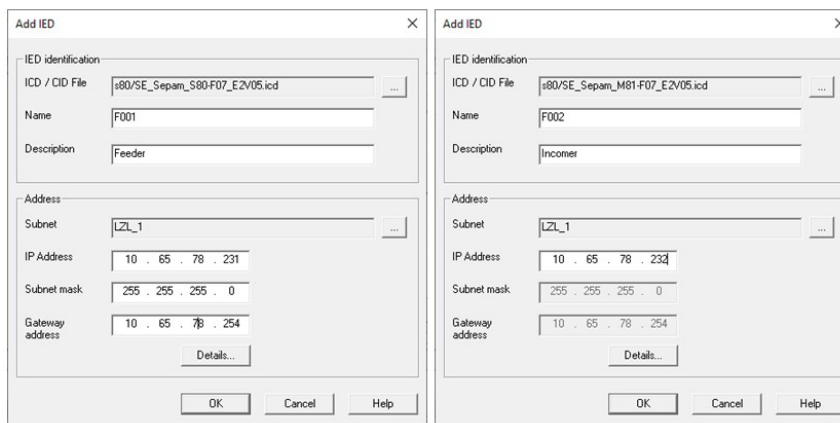 Add IED
IED identification
ICD / CID File s80/SE_Sepam_S80-F07_E2V05.icd ...
Name F001
Description Feeder
Address
Subnet LZL_1 ...
IP Address 10 . 65 . 78 . 231
Subnet mask 255 . 255 . 255 . 0
Gateway address 10 . 65 . 78 . 254
Details...
OK Cancel Help
Add IED
IED identification
ICD / CID File s80/SE_Sepam_M81-F07_E2V05.icd ...
Name F002
Description Incomer
Address
Subnet LZL_1 ...
IP Address 10 . 65 . 78 . 232
Subnet mask 255 . 255 . 255 . 0
Gateway address 10 . 65 . 78 . 254
Details...
OK Cancel Help